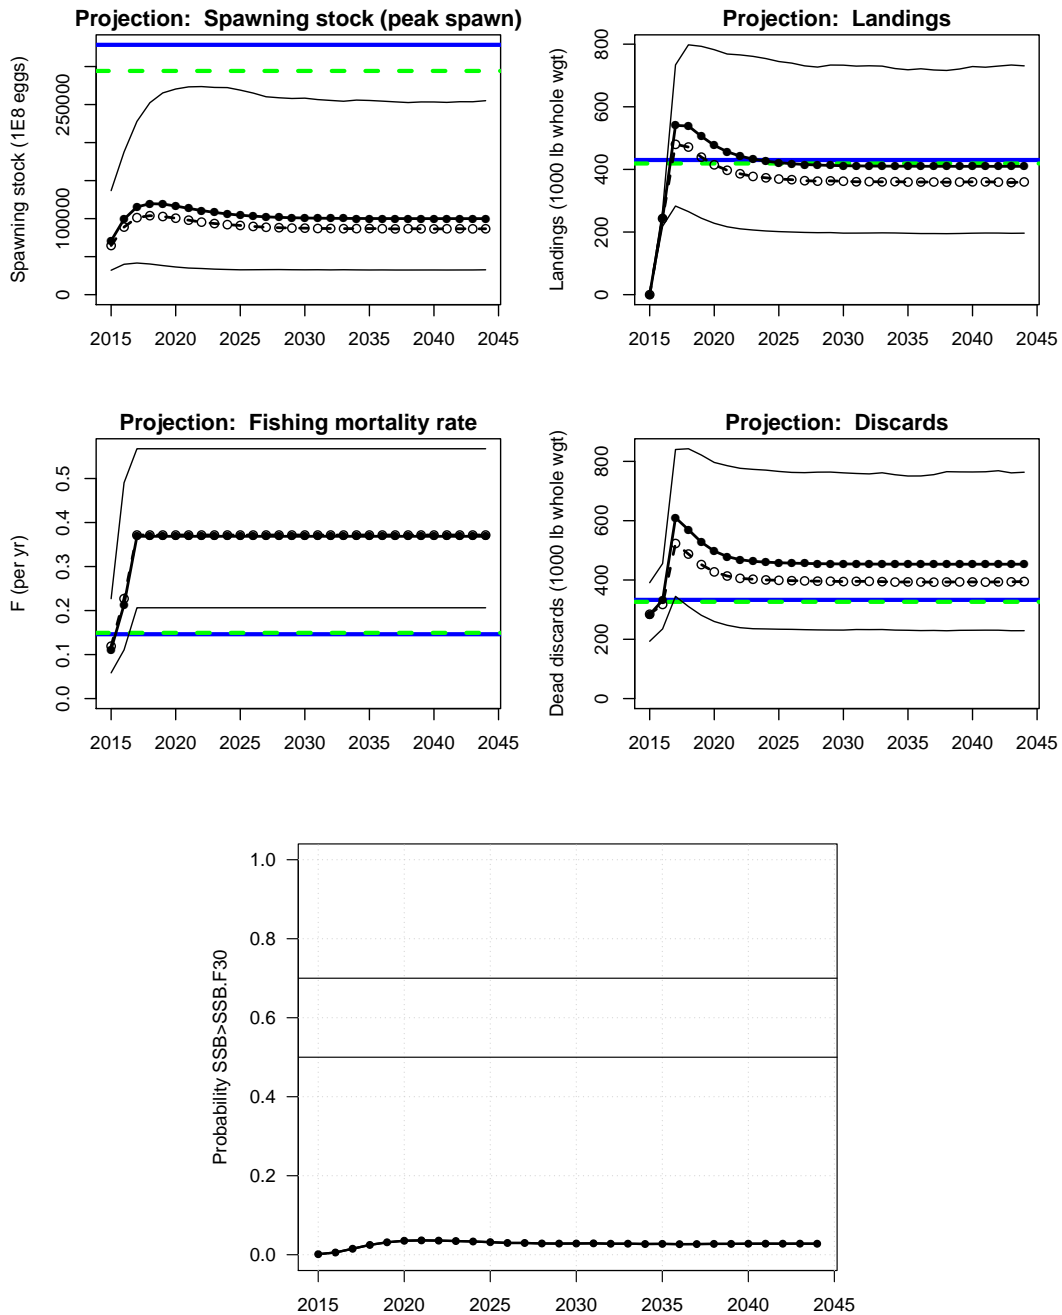 Projection: Spawning stock (peak spawn)
Spawning stock (1E8 eggs)
250000
100000
0
2015 2020 2025 2030 2035 2040 2045
Projection: Landings
Landings (1000 lb whole wgt)
800
600
400
200
0
2015 2020 2025 2030 2035 2040 2045
Projection: Fishing mortality rate
F (per yr)
0.5
0.4
0.3
0.2
0.1
0.0
2015 2020 2025 2030 2035 2040 2045
Projection: Discards
Dead discards (1000 lb whole wgt)
800
600
400
200
0
2015 2020 2025 2030 2035 2040 2045
Probability SSB>SSB.F30
1.0
0.8
0.6
0.4
0.2
0.0
2015 2020 2025 2030 2035 2040 2045